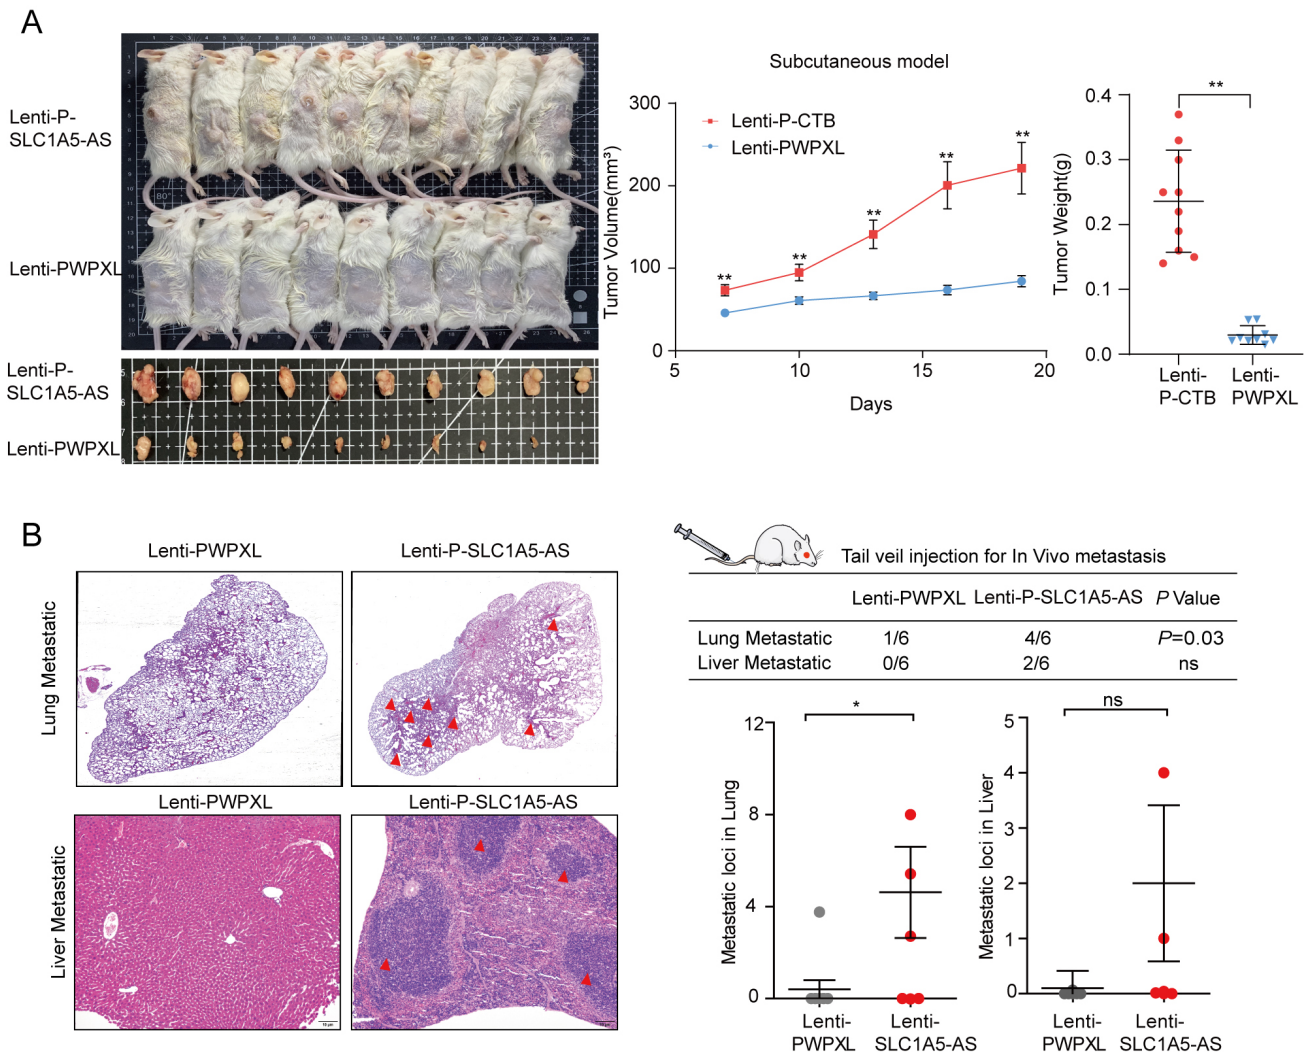 A
Lenti-P-
SLC1A5-AS
Lenti-PWPXL
Lenti-P-
SLC1A5-AS
Lenti-PWPXL
Subcutaneous model
Tumor Volume(mm³)
300
200
100
0
5
10
15
20
Days
Lenti-P-CTB
Lenti-PWPXL
**
**
**
**
**
Tumor Weight(g)
0.4
0.3
0.2
0.1
0.0
**
Lenti-
P-CTB
Lenti-
PWPXL
B
Lenti-PWPXL
Lenti-P-SLC1A5-AS
Lung Metastatic
Lenti-PWPXL
Lenti-P-SLC1A5-AS
Liver Metastatic
Tail veil injection for In Vivo metastasis
Lenti-PWPXL Lenti-P-SLC1A5-AS P Value
Lung Metastatic 1/6 4/6 P=0.03
Liver Metastatic 0/6 2/6 ns
Metastatic loci in Lung
12
8
4
0
*
Lenti-
PWPXL
Lenti-
SLC1A5-AS
Metastatic loci in Liver
5
4
3
2
1
0
ns
Lenti-
PWPXL
Lenti-
SLC1A5-AS